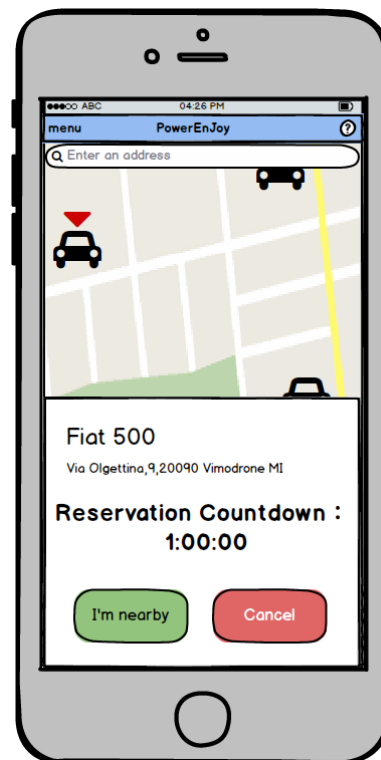 ABC 04:26 PM
menu PowerEnJoy ?
Enter an address
Fiat 500
Via Olgettina,9,20090 Vimodrone MI
Reservation Countdown :
1:00:00
I'm nearby Cancel